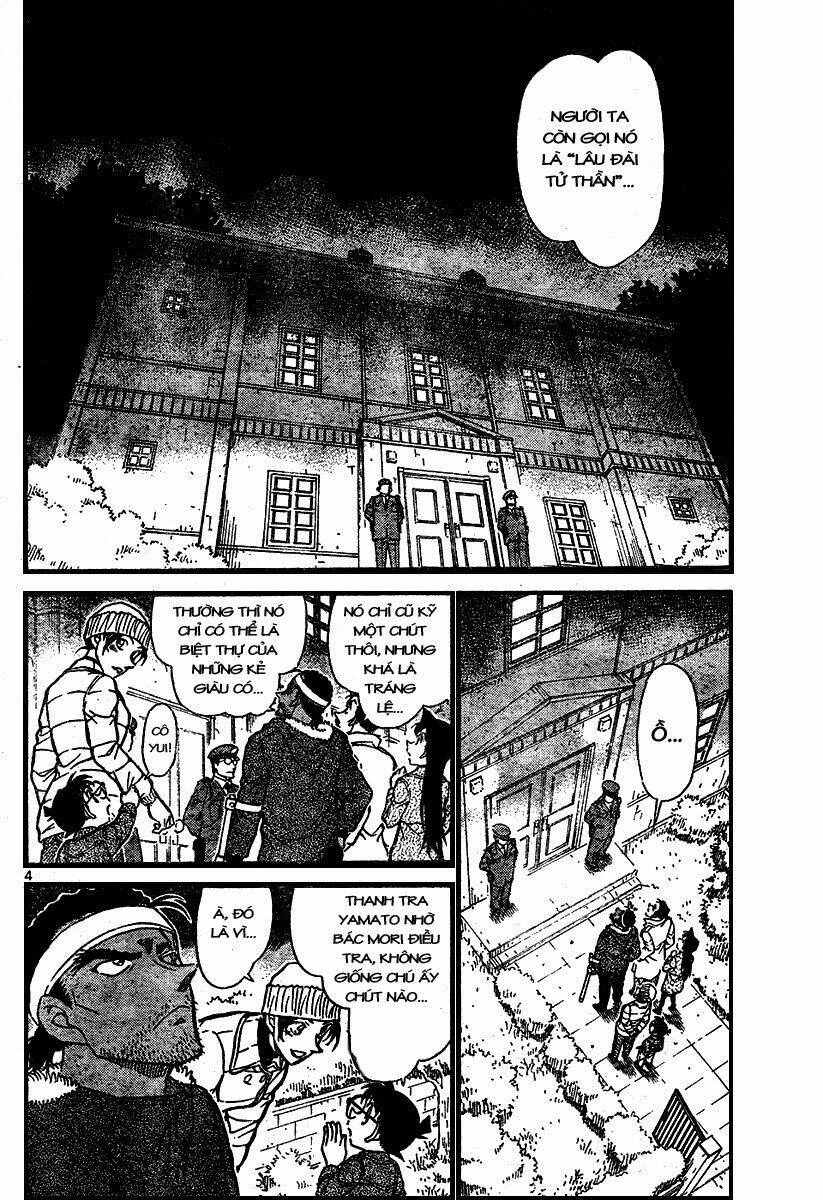 NGƯỜI TA
CÒN GỌI NÓ
LÀ "LÂU ĐÀI
TỬ THẦN"...
Ồ...
NÓ CHỈ CŨ KỸ
MỘT CHÚT
THÔI, NHƯNG
KHÁ LÀ
TRÁNG
LỆ...
THƯỜNG THÌ NÓ
CHỈ CÓ THỂ LÀ
BIỆT THỰ CỦA
NHỮNG KẺ
GIÀU CÓ...
CÔ
YUI!
4
THANH TRA
YAMATO NHỜ
BÁC MORI ĐIỀU
TRA, KHÔNG
GIỐNG CHÚ ẤY
CHÚT NÀO...
À, ĐÓ
LÀ VÌ...